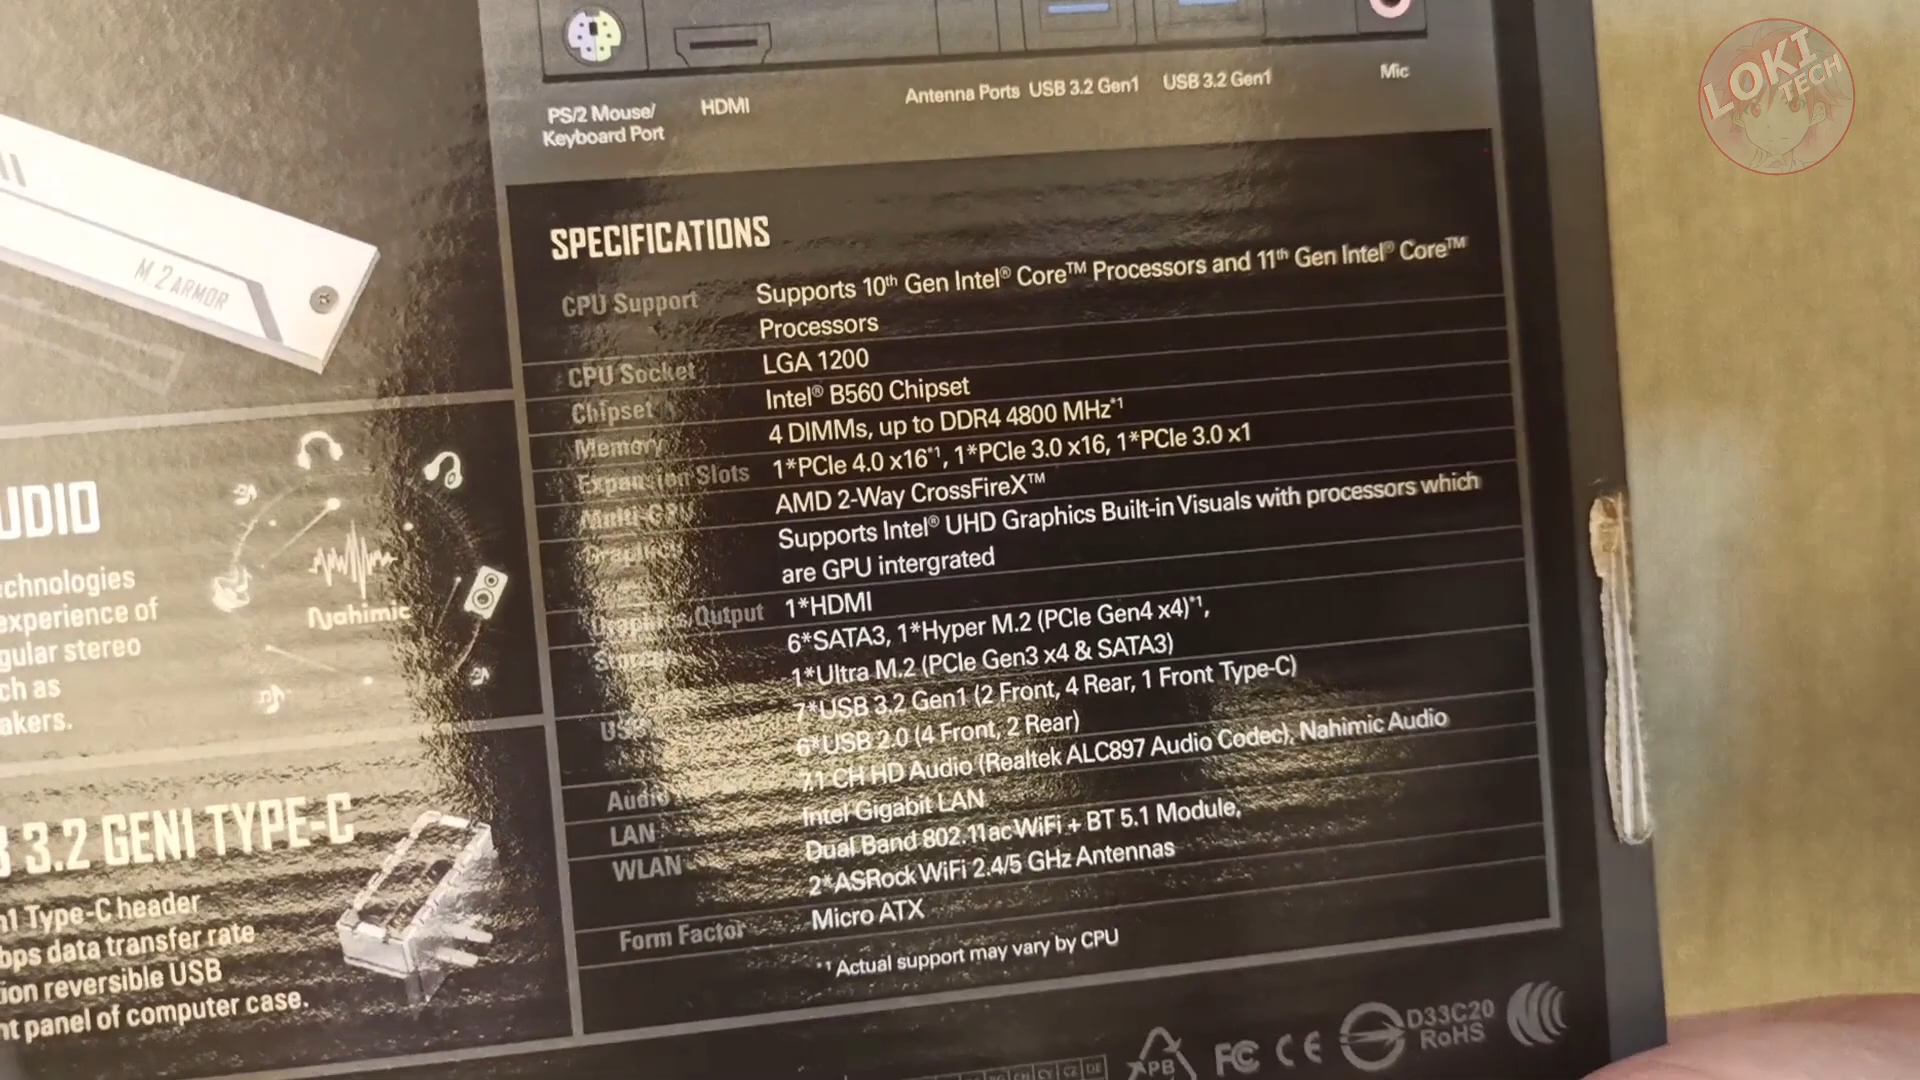 LOKI
TECH
PS/2 Mouse/
Keyboard Port
HDMI
Antenna Ports
USB 3.2 Gen1
USB 3.2 Gen1
Mic
M.2 ARMOR
SPECIFICATIONS
CPU Support Supports 10th Gen Intel® Core™ Processors and 11th Gen Intel® Core™
Processors
CPU Socket LGA 1200
Chipset Intel® B560 Chipset
Memory 4 DIMMs, up to DDR4 4800 MHz*1
Expansion Slots 1*PCIe 4.0 x16*1, 1*PCIe 3.0 x16, 1*PCIe 3.0 x1
Multi-GPU AMD 2-Way CrossFireX™
Graphics Supports Intel® UHD Graphics Built-in Visuals with processors which
are GPU intergrated
Graphics Output 1*HDMI
Storage 6*SATA3, 1*Hyper M.2 (PCIe Gen4 x4)*1,
1*Ultra M.2 (PCIe Gen3 x4 & SATA3)
USB 7*USB 3.2 Gen1 (2 Front, 4 Rear, 1 Front Type-C)
6*USB 2.0 (4 Front, 2 Rear)
Audio 7.1 CH HD Audio (Realtek ALC897 Audio Codec), Nahimic Audio
LAN Intel Gigabit LAN
WLAN Dual Band 802.11ac WiFi + BT 5.1 Module,
2*ASRock WiFi 2.4/5 GHz Antennas
Form Factor Micro ATX
*1 Actual support may vary by CPU
UDIO
echnologies
experience of
gular stereo
ch as
akers.
Nahimic
B 3.2 GEN1 TYPE-C
n1 Type-C header
bps data transfer rate
ion reversible USB
nt panel of computer case.
PB
FC CE
D33C20
RoHS